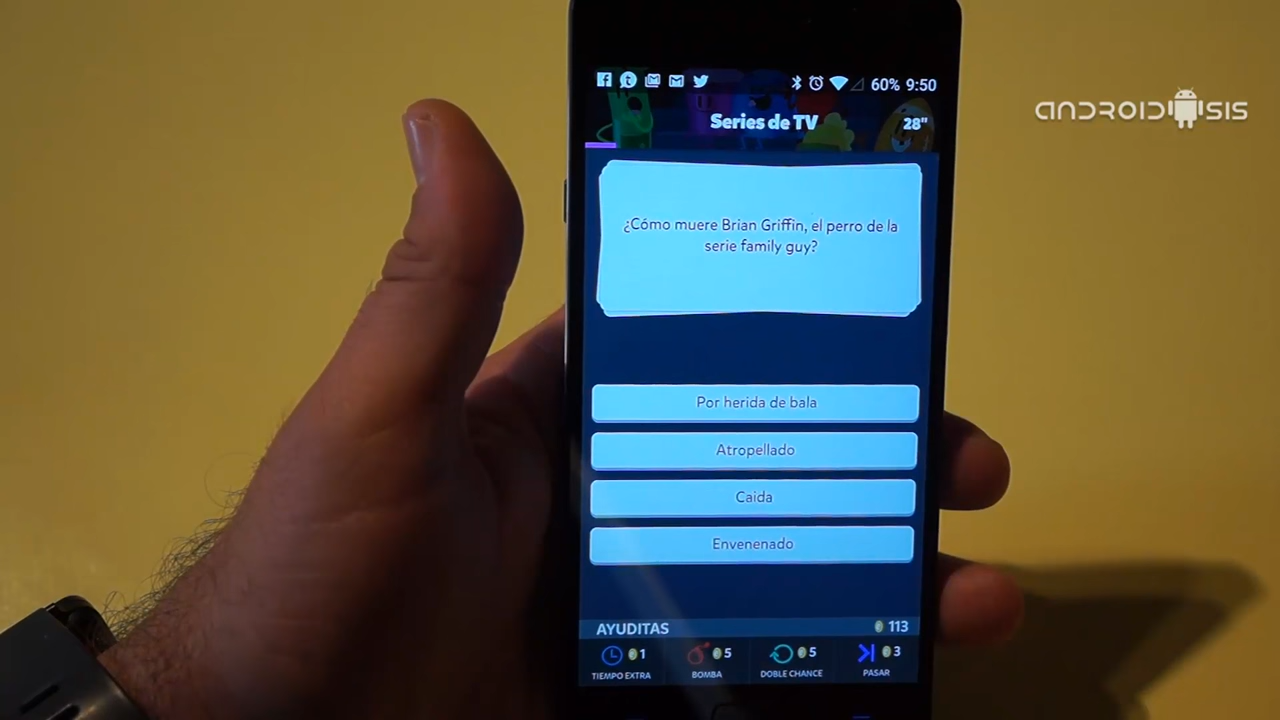 60% 9:50
ANDROIDSIS
Series de TV 28"
¿Cómo muere Brian Griffin, el perro de la
serie family guy?
Por herida de bala
Atropellado
Caida
Envenenado
AYUDITAS 113
1 5 5 3
TIEMPO EXTRA BOMBA DOBLE CHANCE PASAR